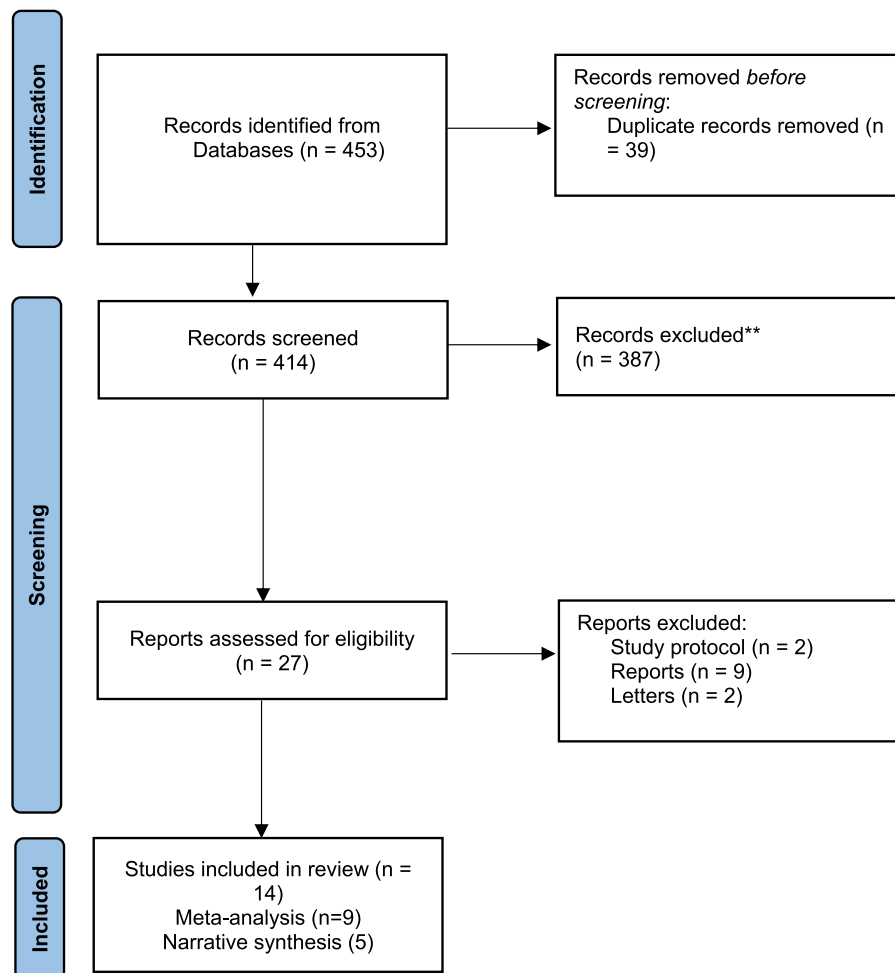 Identification
Records identified from
Databases (n = 453)
Records removed before
screening:
Duplicate records removed (n
= 39)
Screening
Records screened
(n = 414)
Records excluded**
(n = 387)
Reports assessed for eligibility
(n = 27)
Reports excluded:
Study protocol (n = 2)
Reports (n = 9)
Letters (n = 2)
Included
Studies included in review (n =
14)
Meta-analysis (n=9)
Narrative synthesis (5)